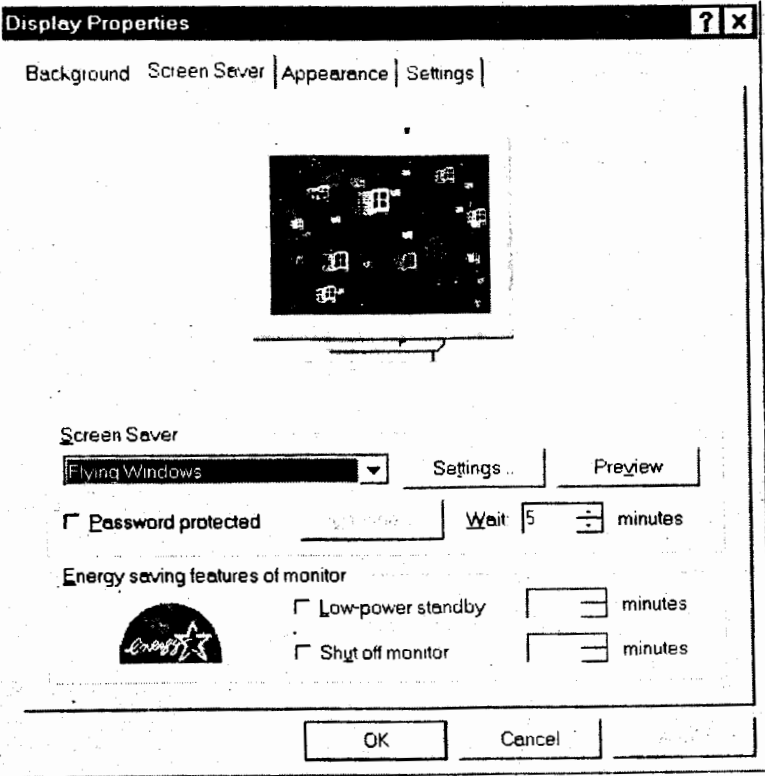 Display Properties ? X
Background Screen Saver Appearance Settings
Screen Saver
Flying Windows Settings... Preview
Password protected Wait: 5 minutes
Energy saving features of monitor
energy Low-power standby minutes
Shut off monitor minutes
OK Cancel